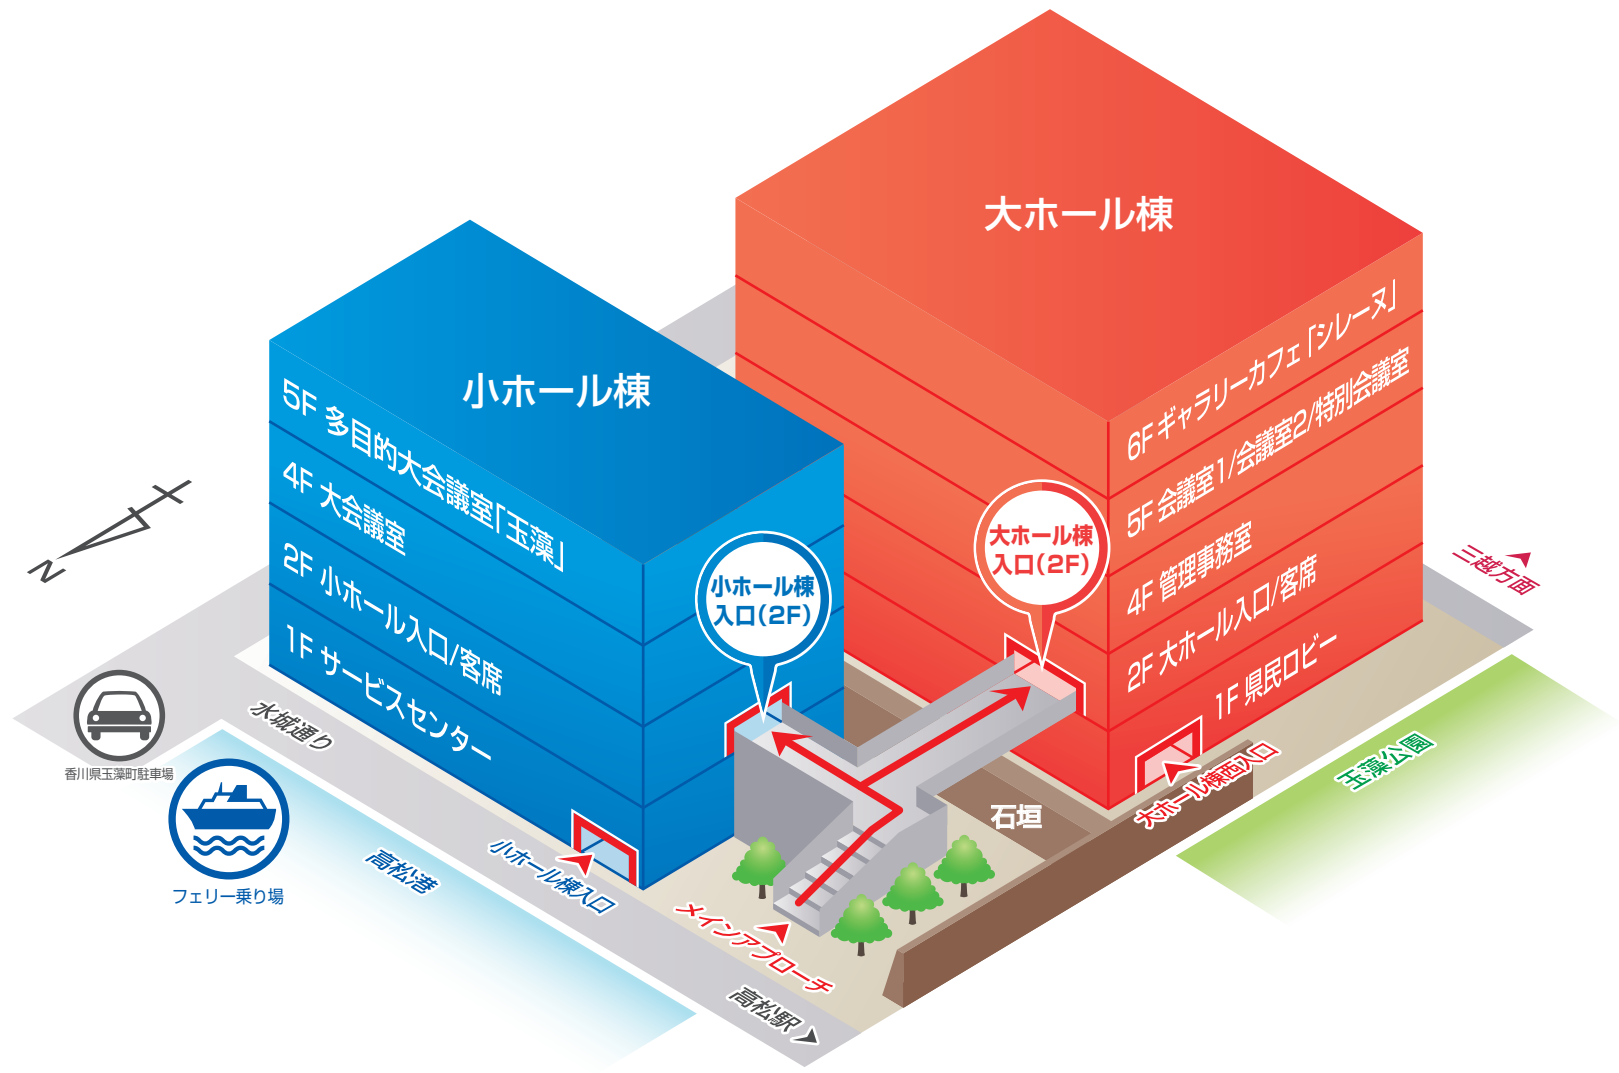 大ホール棟
6F ギャラリーカフェ「シレーヌ」
5F 会議室1/会議室2/特別会議室
4F 管理事務室
2F 大ホール入口/客席
1F 県民ロビー
小ホール棟
5F 多目的大会議室「玉藻」
4F 大会議室
2F 小ホール入口/客席
1F サービスセンター
大ホール棟
入口(2F)
小ホール棟
入口(2F)
N
三越方面
玉藻公園
大ホール棟西入口
石垣
水城通り
香川県玉藻町駐車場
フェリー乗り場
高松港
小ホール棟入口
メインアプローチ
高松駅